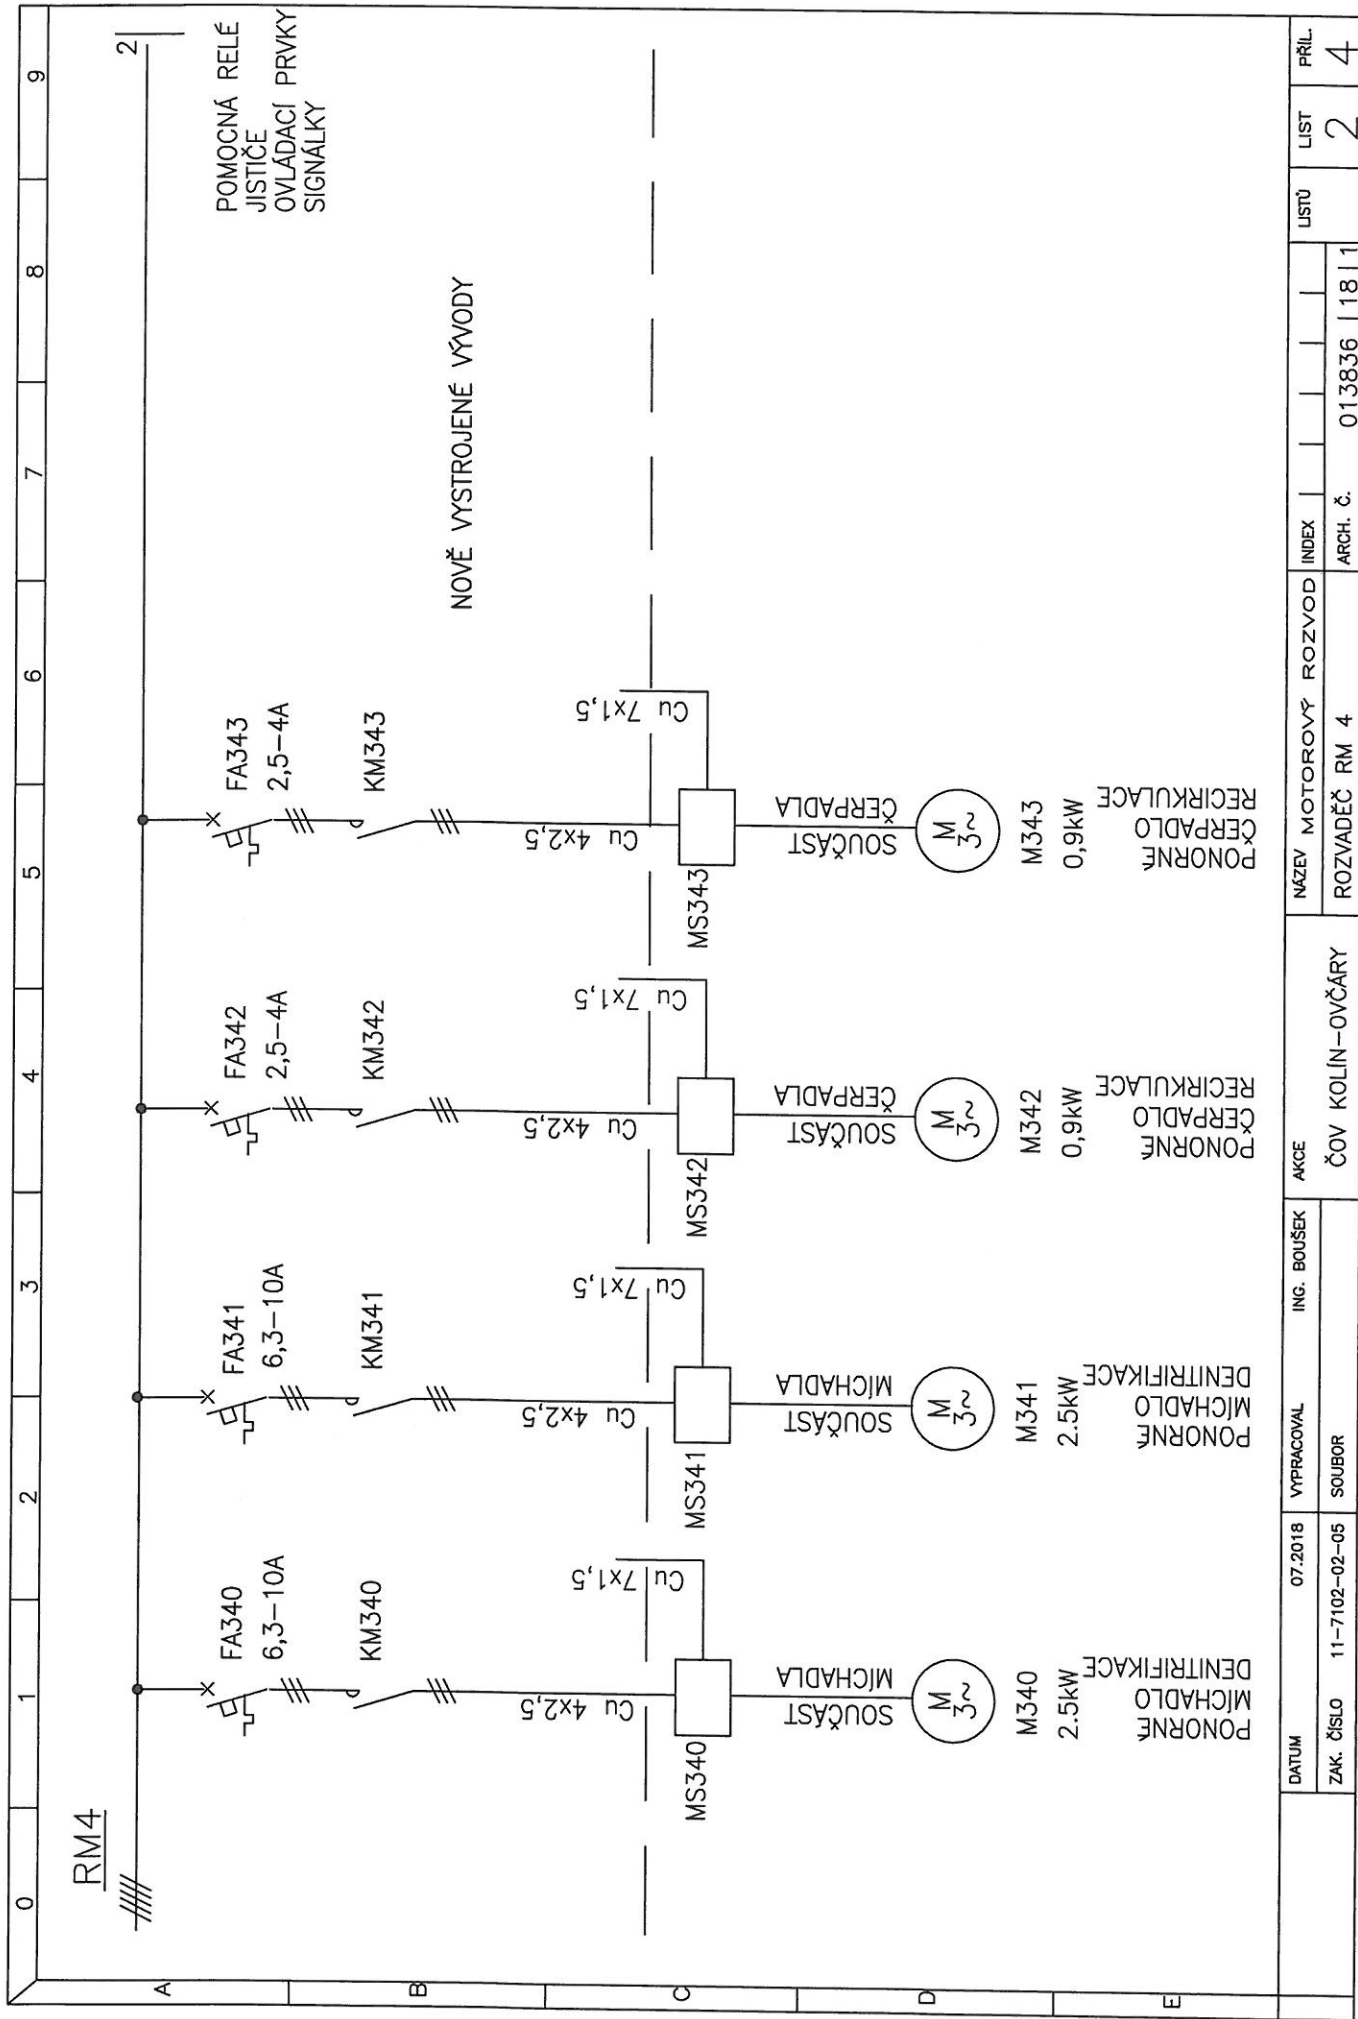 0 1 2 3 4 5 6 7 8 9
A
B
C
D
E
RM4
2
POMOCNÁ RELÉ
JISTIČE
OVLÁDACÍ PRVKY
SIGNÁLKY
NOVĚ VYSTROJENÉ VÝVODY
FA340
6,3-10A
KM340
Cu 4x2,5
Cu 7x1,5
MS340
SOUČÁST
MÍCHADLA
M
3~
M340
2.5kW
PONORNÉ
MÍCHADLO
DENITRIFIKACE
FA341
6,3-10A
KM341
Cu 4x2,5
Cu 7x1,5
MS341
SOUČÁST
MÍCHADLA
M
3~
M341
2.5kW
PONORNÉ
MÍCHADLO
DENITRIFIKACE
FA342
2,5-4A
KM342
Cu 4x2,5
Cu 7x1,5
MS342
SOUČÁST
ČERPADLA
M
3~
M342
0,9kW
PONORNÉ
ČERPADLO
RECIRKULACE
FA343
2,5-4A
KM343
Cu 4x2,5
Cu 7x1,5
MS343
SOUČÁST
ČERPADLA
M
3~
M343
0,9kW
PONORNÉ
ČERPADLO
RECIRKULACE
DATUM 07.2018
ZAK. ČÍSLO 11-7102-02-05
VYPRACOVAL ING. BOUŠEK
SOUBOR
AKCE
ČOV KOLÍN-OVČÁRY
NÁZEV MOTOROVÝ ROZVOD
ROZVADĚČ RM 4
INDEX
ARCH. Č. 013836 | 18 | 1
LISTŮ
LIST
2
PŘÍL.
4